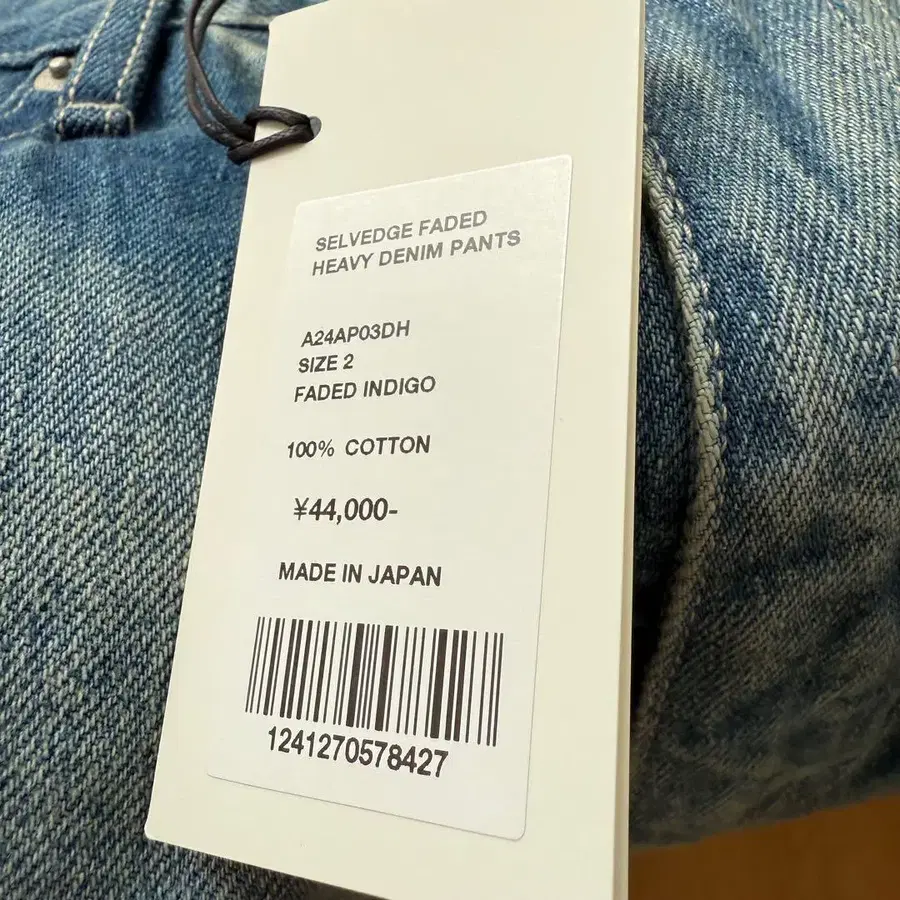 SELVEDGE FADED
HEAVY DENIM PANTS
A24AP03DH
SIZE 2
FADED INDIGO
100% COTTON
¥44,000-
MADE IN JAPAN
1241270578427